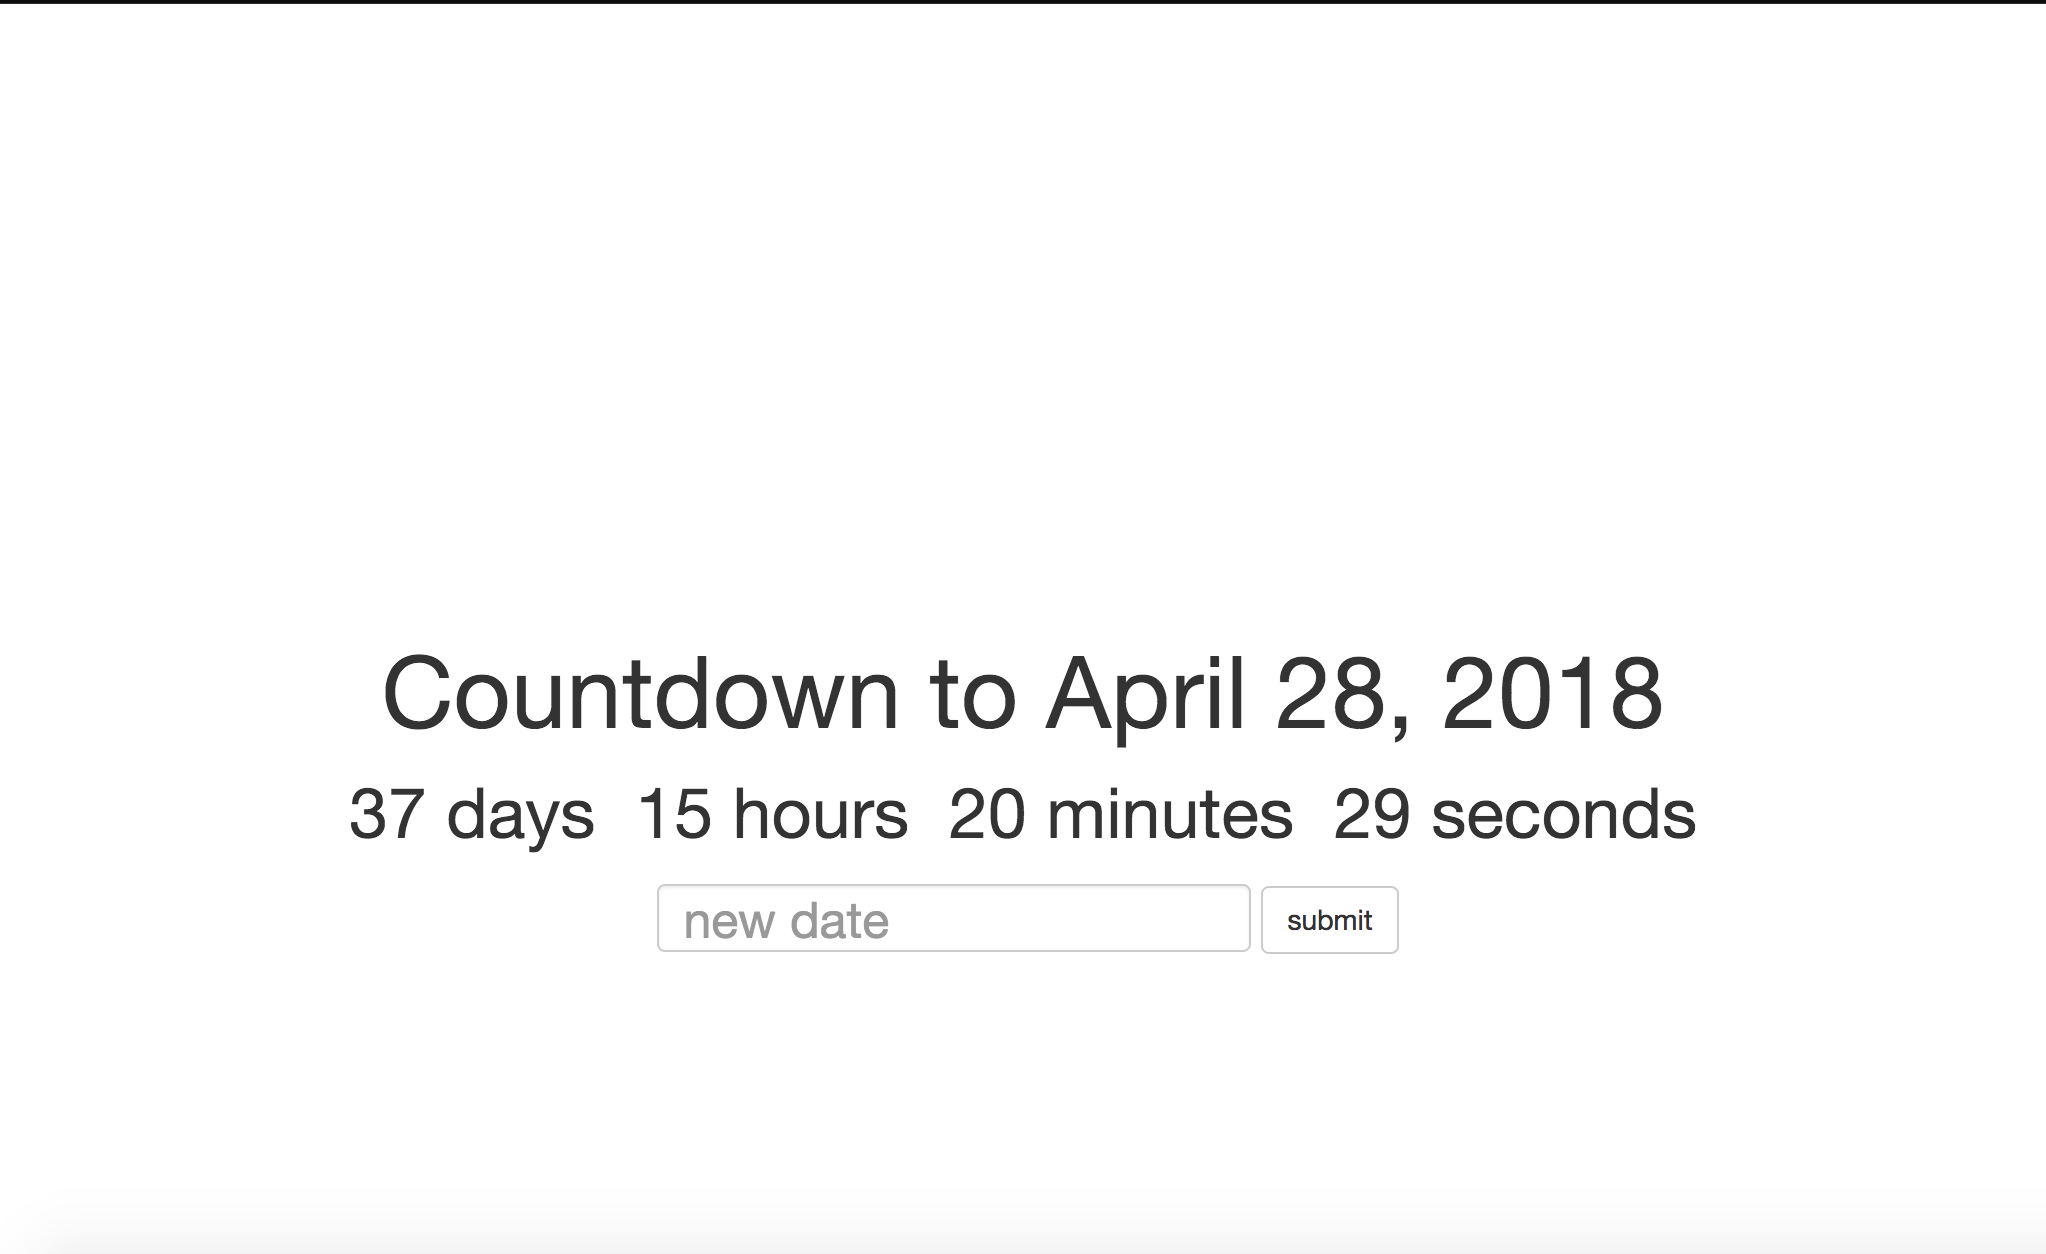 Countdown to April 28, 2018
37 days 15 hours 20 minutes 29 seconds
new date submit